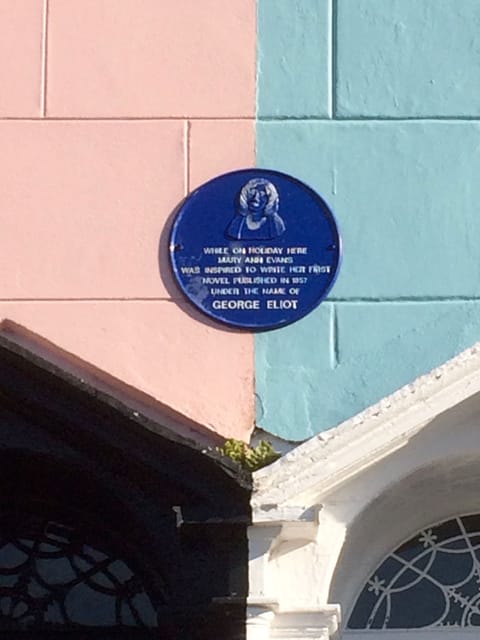 WHILE ON HOLIDAY HERE
MARY ANN EVANS
WAS INSPIRED TO WRITE HER FIRST
NOVEL PUBLISHED IN 1857
UNDER THE NAME OF
GEORGE ELIOT